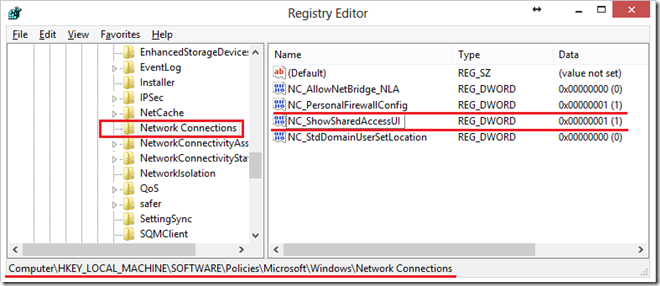 Registry Editor
File Edit View Favorites Help
EnhancedStorageDevices
EventLog
Installer
IPSec
NetCache
Network Connections
NetworkConnectivityAss
NetworkConnectivityStat
NetworkIsolation
QoS
safer
SettingSync
SQMClient
Name Type Data
ab (Default) REG_SZ (value not set)
NC_AllowNetBridge_NLA REG_DWORD 0x00000000 (0)
NC_PersonalFirewallConfig REG_DWORD 0x00000001 (1)
NC_ShowSharedAccessUI REG_DWORD 0x00000001 (1)
NC_StdDomainUserSetLocation REG_DWORD 0x00000000 (0)
Computer\HKEY_LOCAL_MACHINE\SOFTWARE\Policies\Microsoft\Windows\Network Connections